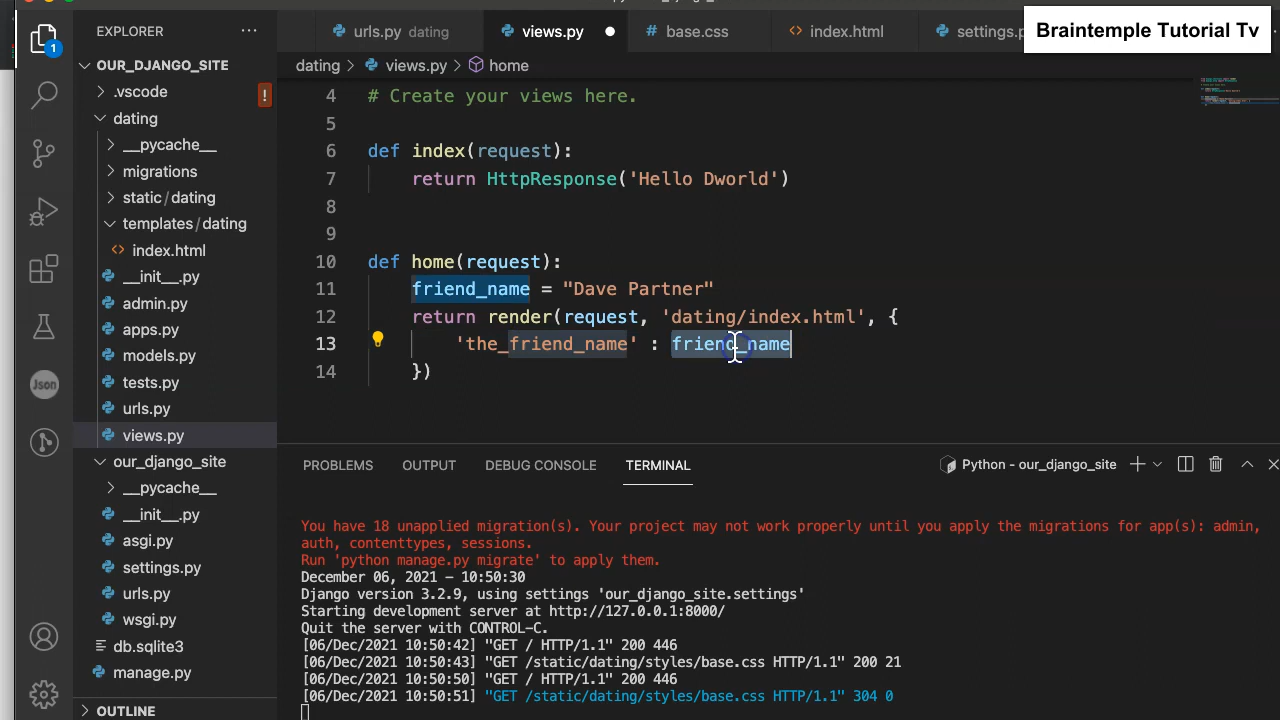 EXPLORER
urls.py dating
views.py
base.css
index.html
settings.p
Braintemple Tutorial Tv
OUR_DJANGO_SITE
dating
views.py
home
.vscode
!
dating
__pycache__
migrations
static/dating
templates/dating
index.html
__init__.py
admin.py
apps.py
models.py
tests.py
urls.py
views.py
our_django_site
__pycache__
__init__.py
asgi.py
settings.py
urls.py
wsgi.py
db.sqlite3
manage.py
OUTLINE
1
Json
4 # Create your views here.
5
6 def index(request):
7 return HttpResponse('Hello Dworld')
8
9
10 def home(request):
11 friend_name = "Dave Partner"
12 return render(request, 'dating/index.html', {
13 'the_friend_name' : friend_name
14 })
PROBLEMS OUTPUT DEBUG CONSOLE TERMINAL
Python - our_django_site
You have 18 unapplied migration(s). Your project may not work properly until you apply the migrations for app(s): admin,
auth, contenttypes, sessions.
Run 'python manage.py migrate' to apply them.
December 06, 2021 - 10:50:30
Django version 3.2.9, using settings 'our_django_site.settings'
Starting development server at http://127.0.0.1:8000/
Quit the server with CONTROL-C.
[06/Dec/2021 10:50:42] "GET / HTTP/1.1" 200 446
[06/Dec/2021 10:50:43] "GET /static/dating/styles/base.css HTTP/1.1" 200 21
[06/Dec/2021 10:50:50] "GET / HTTP/1.1" 200 446
[06/Dec/2021 10:50:51] "GET /static/dating/styles/base.css HTTP/1.1" 304 0